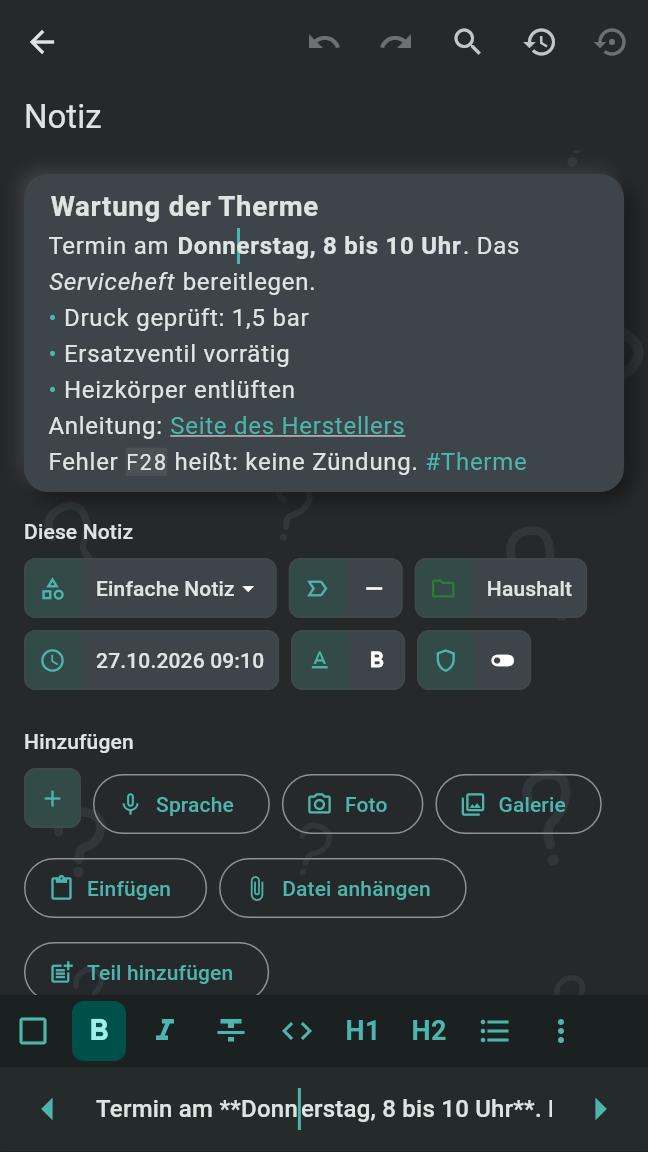 Notiz
Wartung der Therme
Termin am Donnerstag, 8 bis 10 Uhr. Das
Serviceheft bereitlegen.
• Druck geprüft: 1,5 bar
• Ersatzventil vorrätig
• Heizkörper entlüften
Anleitung: Seite des Herstellers
Fehler F28 heißt: keine Zündung. #Therme
Diese Notiz
Einfache Notiz — Haushalt
27.10.2026 09:10 A B
Hinzufügen
Sprache Foto Galerie
Einfügen Datei anhängen
Teil hinzufügen
B I H1 H2
Termin am **Donnerstag, 8 bis 10 Uhr**.